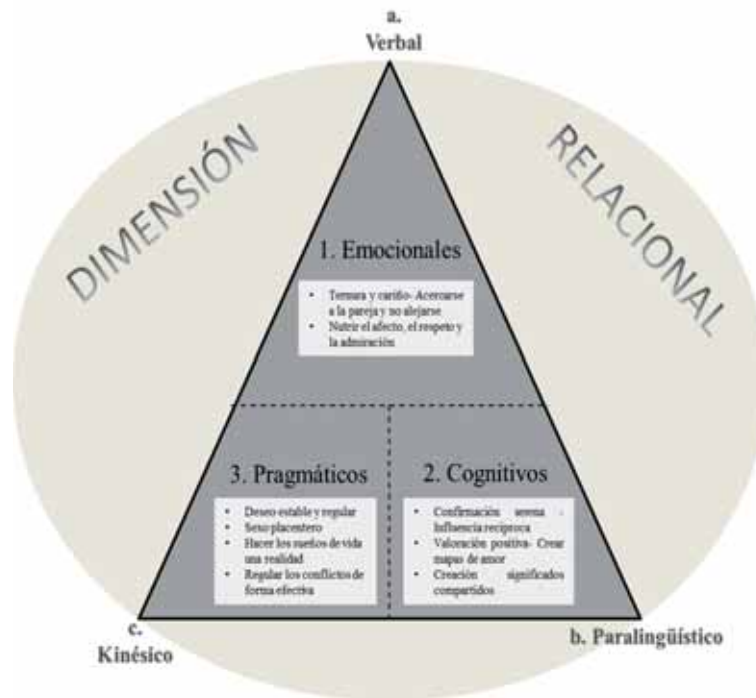 a.
Verbal
DIMENSIÓN
RELACIONAL
1. Emocionales
• Ternura y cariño- Acercarse
a la pareja y no alejarse
• Nutrir el afecto, el respeto y
la admiración
3. Pragmáticos
• Deseo estable y regular
• Sexo placentero
• Hacer los sueños de vida
una realidad
• Regular los conflictos de
forma efectiva
2. Cognitivos
• Confirmación serena -
Influencia reciproca
• Valoración positiva- Crear
mapas de amor
• Creación significados
compartidos
c.
Kinésico
b. Paralingüístico